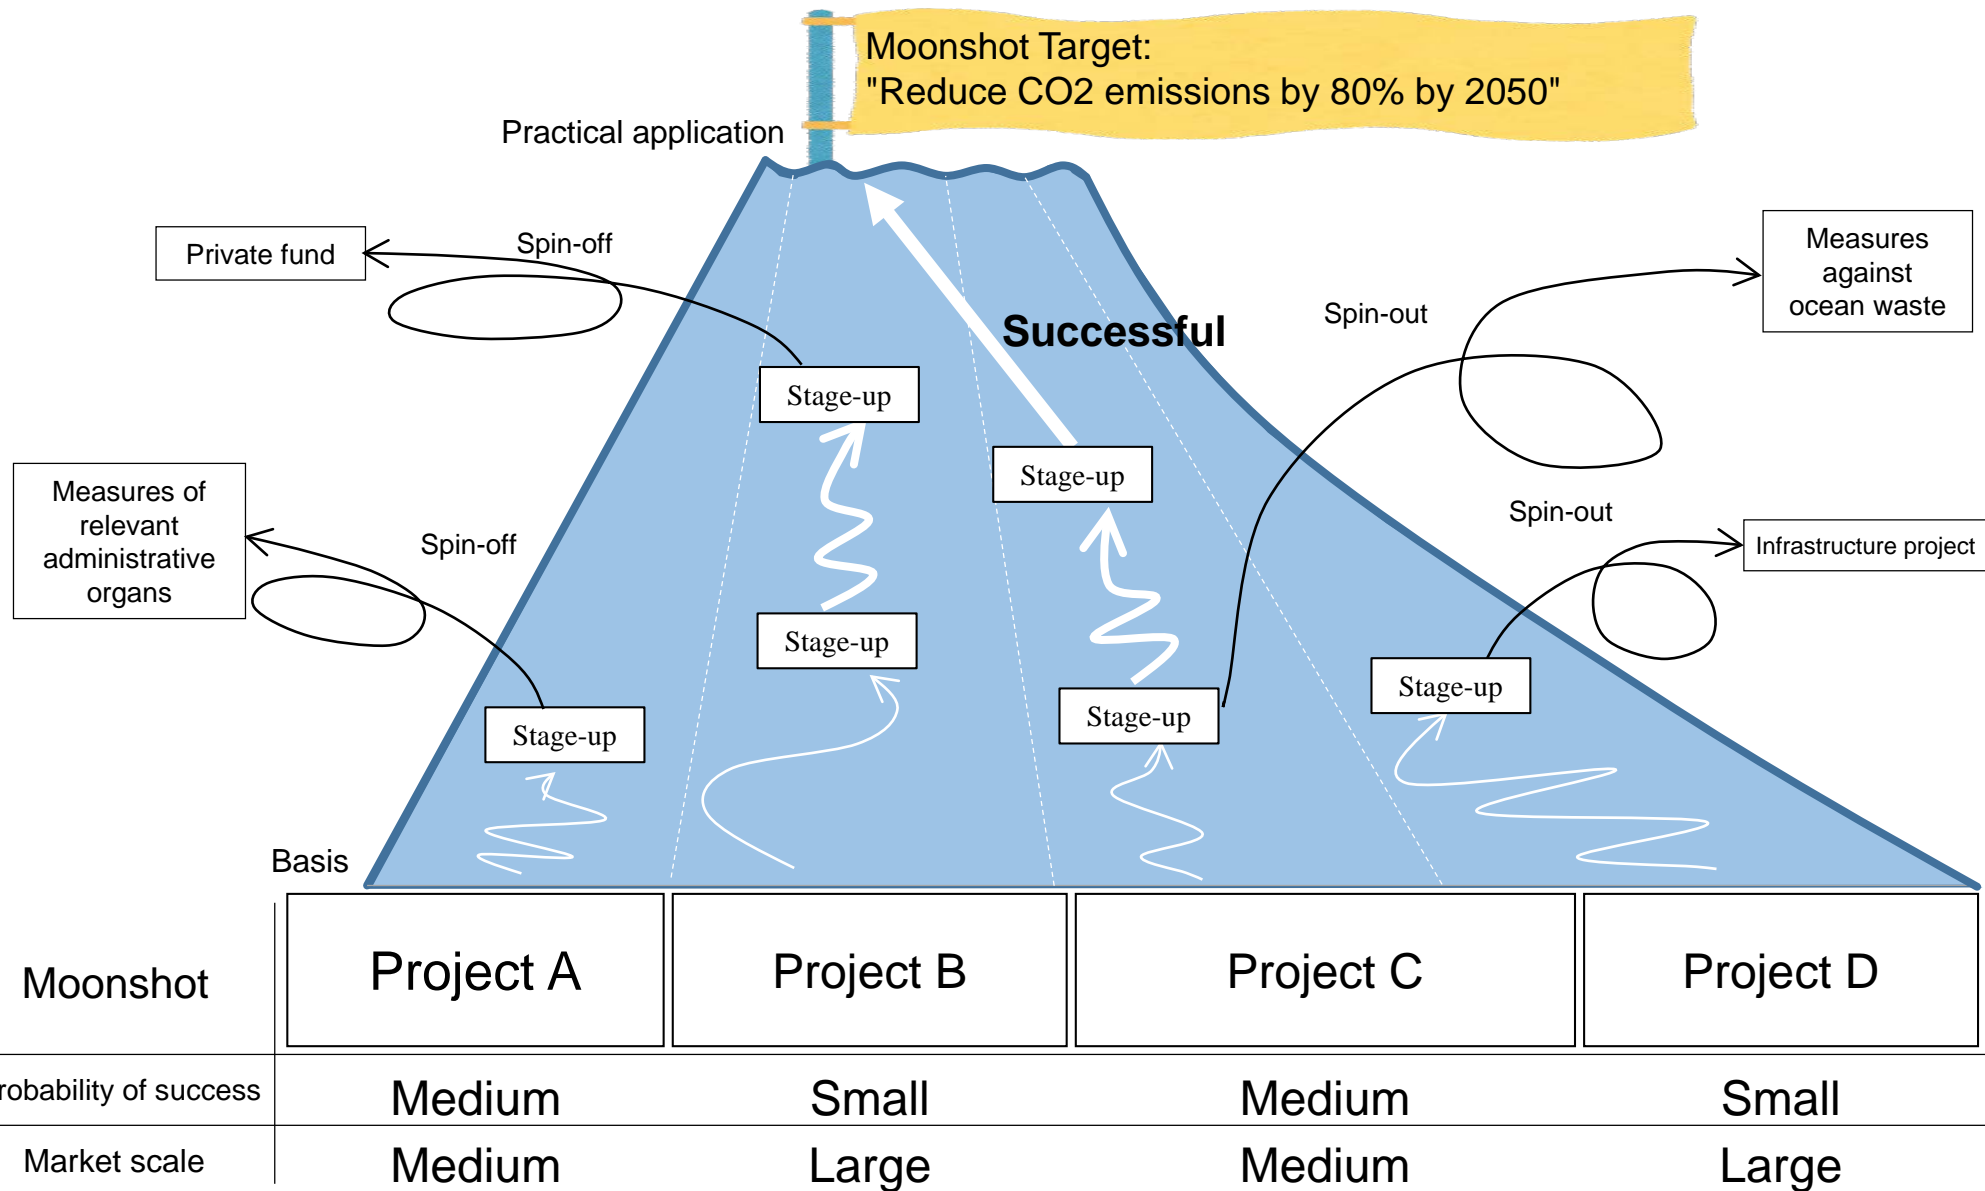 Moonshot Target:
"Reduce CO2 emissions by 80% by 2050"
Practical application
Private fund
Spin-off
Measures
against
ocean waste
Spin-out
Successful
Stage-up
Stage-up
Measures of
relevant
administrative
organs
Spin-off
Spin-out
Infrastructure project
Stage-up
Stage-up
Stage-up
Stage-up
Basis
Moonshot
Project A
Project B
Project C
Project D
robability of success
Medium
Small
Medium
Small
Market scale
Medium
Large
Medium
Large